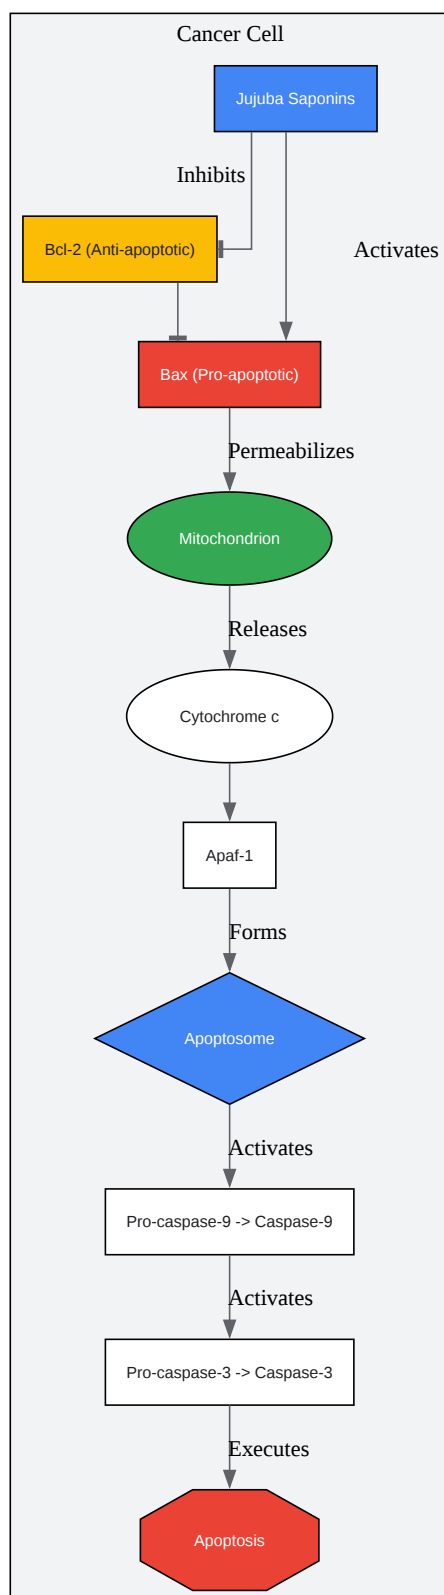 Cancer Cell
Jujuba Saponins
Inhibits
Bcl-2 (Anti-apoptotic)
Activates
Bax (Pro-apoptotic)
Permeabilizes
Mitochondrion
Releases
Cytochrome c
Apaf-1
Forms
Apoptosome
Activates
Pro-caspase-9 -> Caspase-9
Activates
Pro-caspase-3 -> Caspase-3
Executes
Apoptosis